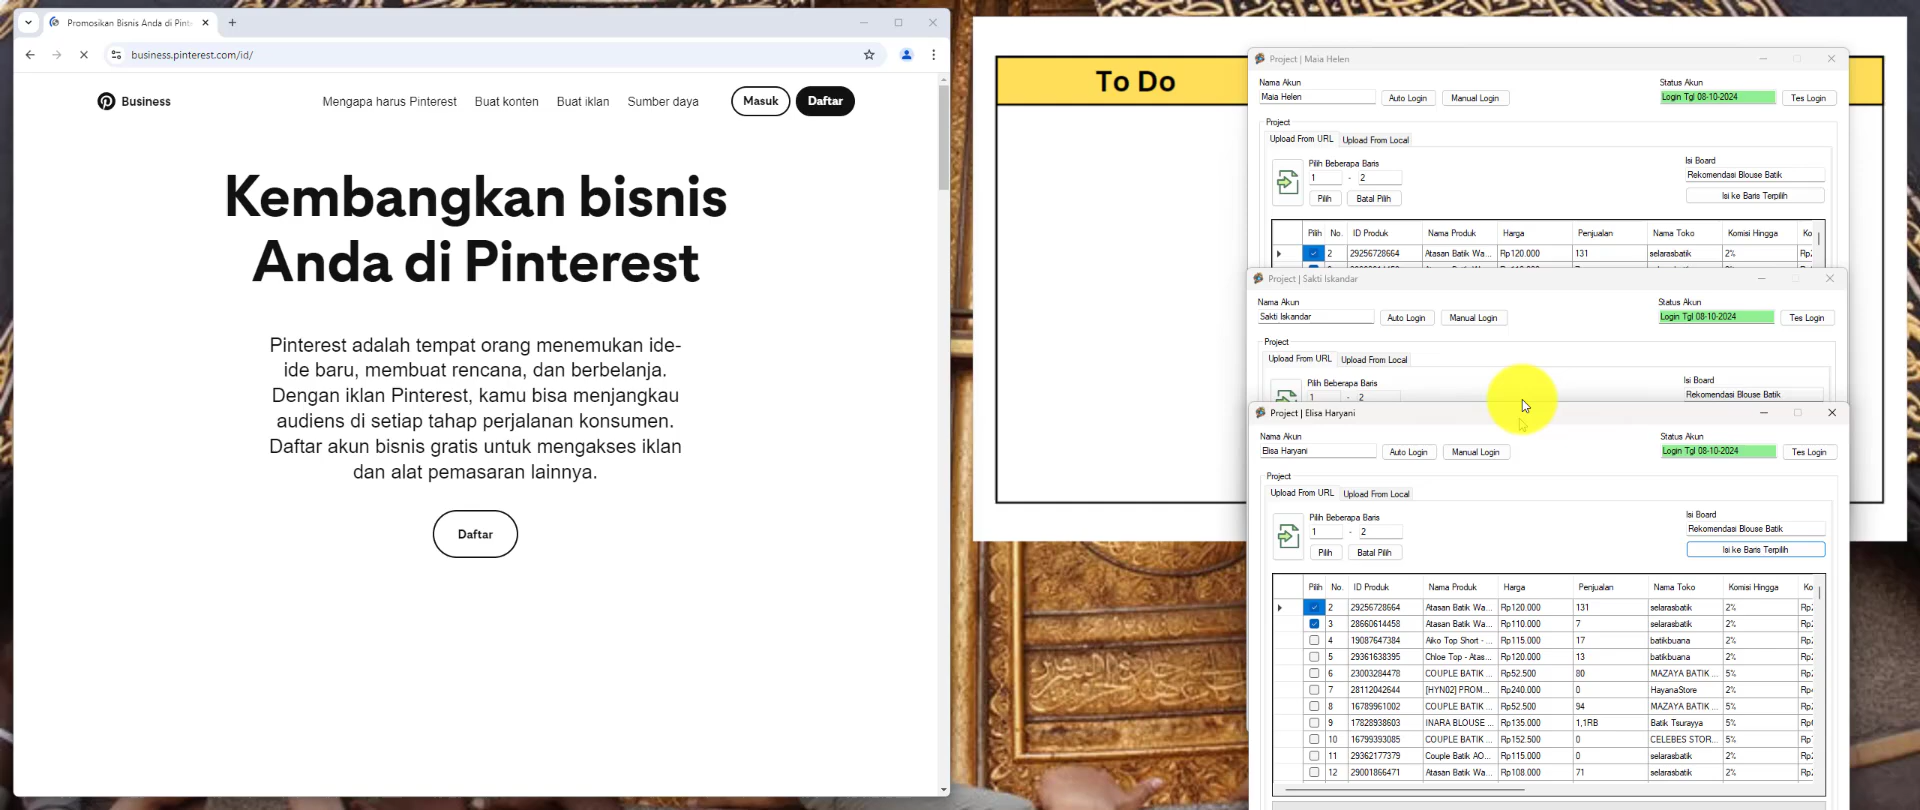 Promosikan Bisnis Anda di Pint
business.pinterest.com/id/
Business
Mengapa harus Pinterest
Buat konten
Buat iklan
Sumber daya
Masuk
Daftar
Kembangkan bisnis
Anda di Pinterest
Pinterest adalah tempat orang menemukan ide-
ide baru, membuat rencana, dan berbelanja.
Dengan iklan Pinterest, kamu bisa menjangkau
audiens di setiap tahap perjalanan konsumen.
Daftar akun bisnis gratis untuk mengakses iklan
dan alat pemasaran lainnya.
Daftar
To Do
Project | Maia Helen
Nama Akun
Status Akun
Maia Helen
Auto Login
Manual Login
Login Tgl 08-10-2024
Tes Login
Project
Upload From URL
Upload From Local
Pilih Beberapa Baris
Isi Board
1 - 2
Rekomendasi Blouse Batik
Pilih
Batal Pilih
Isi ke Baris Terpilih
Pilih No. ID Produk Nama Produk Harga Penjualan Nama Toko Komisi Hingga Ko
2 29256728664 Atasan Batik Wa... Rp120.000 131 selarasbatik 2% Rp2
Project | Sakti Iskandar
Nama Akun
Status Akun
Sakti Iskandar
Auto Login
Manual Login
Login Tgl 08-10-2024
Tes Login
Project
Upload From URL
Upload From Local
Pilih Beberapa Baris
Isi Board
1 - 2
Rekomendasi Blouse Batik
Project | Elisa Haryani
Nama Akun
Status Akun
Elisa Haryani
Auto Login
Manual Login
Login Tgl 08-10-2024
Tes Login
Project
Upload From URL
Upload From Local
Pilih Beberapa Baris
Isi Board
1 - 2
Rekomendasi Blouse Batik
Pilih
Batal Pilih
Isi ke Baris Terpilih
Pilih No. ID Produk Nama Produk Harga Penjualan Nama Toko Komisi Hingga Ko
2 29256728664 Atasan Batik Wa... Rp120.000 131 selarasbatik 2% Rp2
3 28660614458 Atasan Batik Wa... Rp110.000 7 selarasbatik 2% Rp2
4 19087647384 Aiko Top Short - ... Rp115.000 17 batikbuana 2% Rp2
5 29361638395 Chloe Top - Atas... Rp120.000 13 batikbuana 2% Rp2
6 23003284478 COUPLE BATIK ... Rp52.500 80 MAZAYA BATIK ... 5% Rp2
7 28112042644 [HYN02] PROM... Rp240.000 0 HayanaStore 2% Rp4
8 16789961002 COUPLE BATIK ... Rp52.500 94 MAZAYA BATIK ... 5% Rp2
9 17828938603 INARA BLOUSE ... Rp135.000 1,1RB Batik Tsurayya 5% Rp
10 16799393085 COUPLE BATIK ... Rp152.500 0 CELEBES STOR... 5% Rp
11 29362177379 Couple Batik AO... Rp115.000 0 selarasbatik 2% Rp2
12 29001866471 Atasan Batik Wa... Rp108.000 71 selarasbatik 2% Rp2